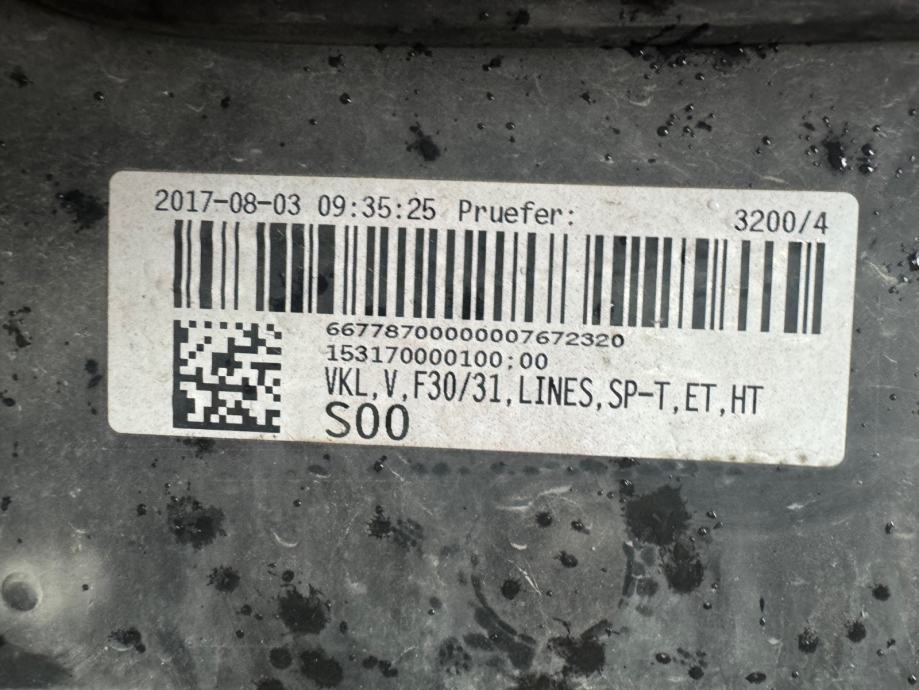 2017-08-03 09:35:25 Pruefer: 3200/4
66778700000007672320
153170000100;00
VKL,V,F30/31,LINES,SP-T,ET,HT
S00